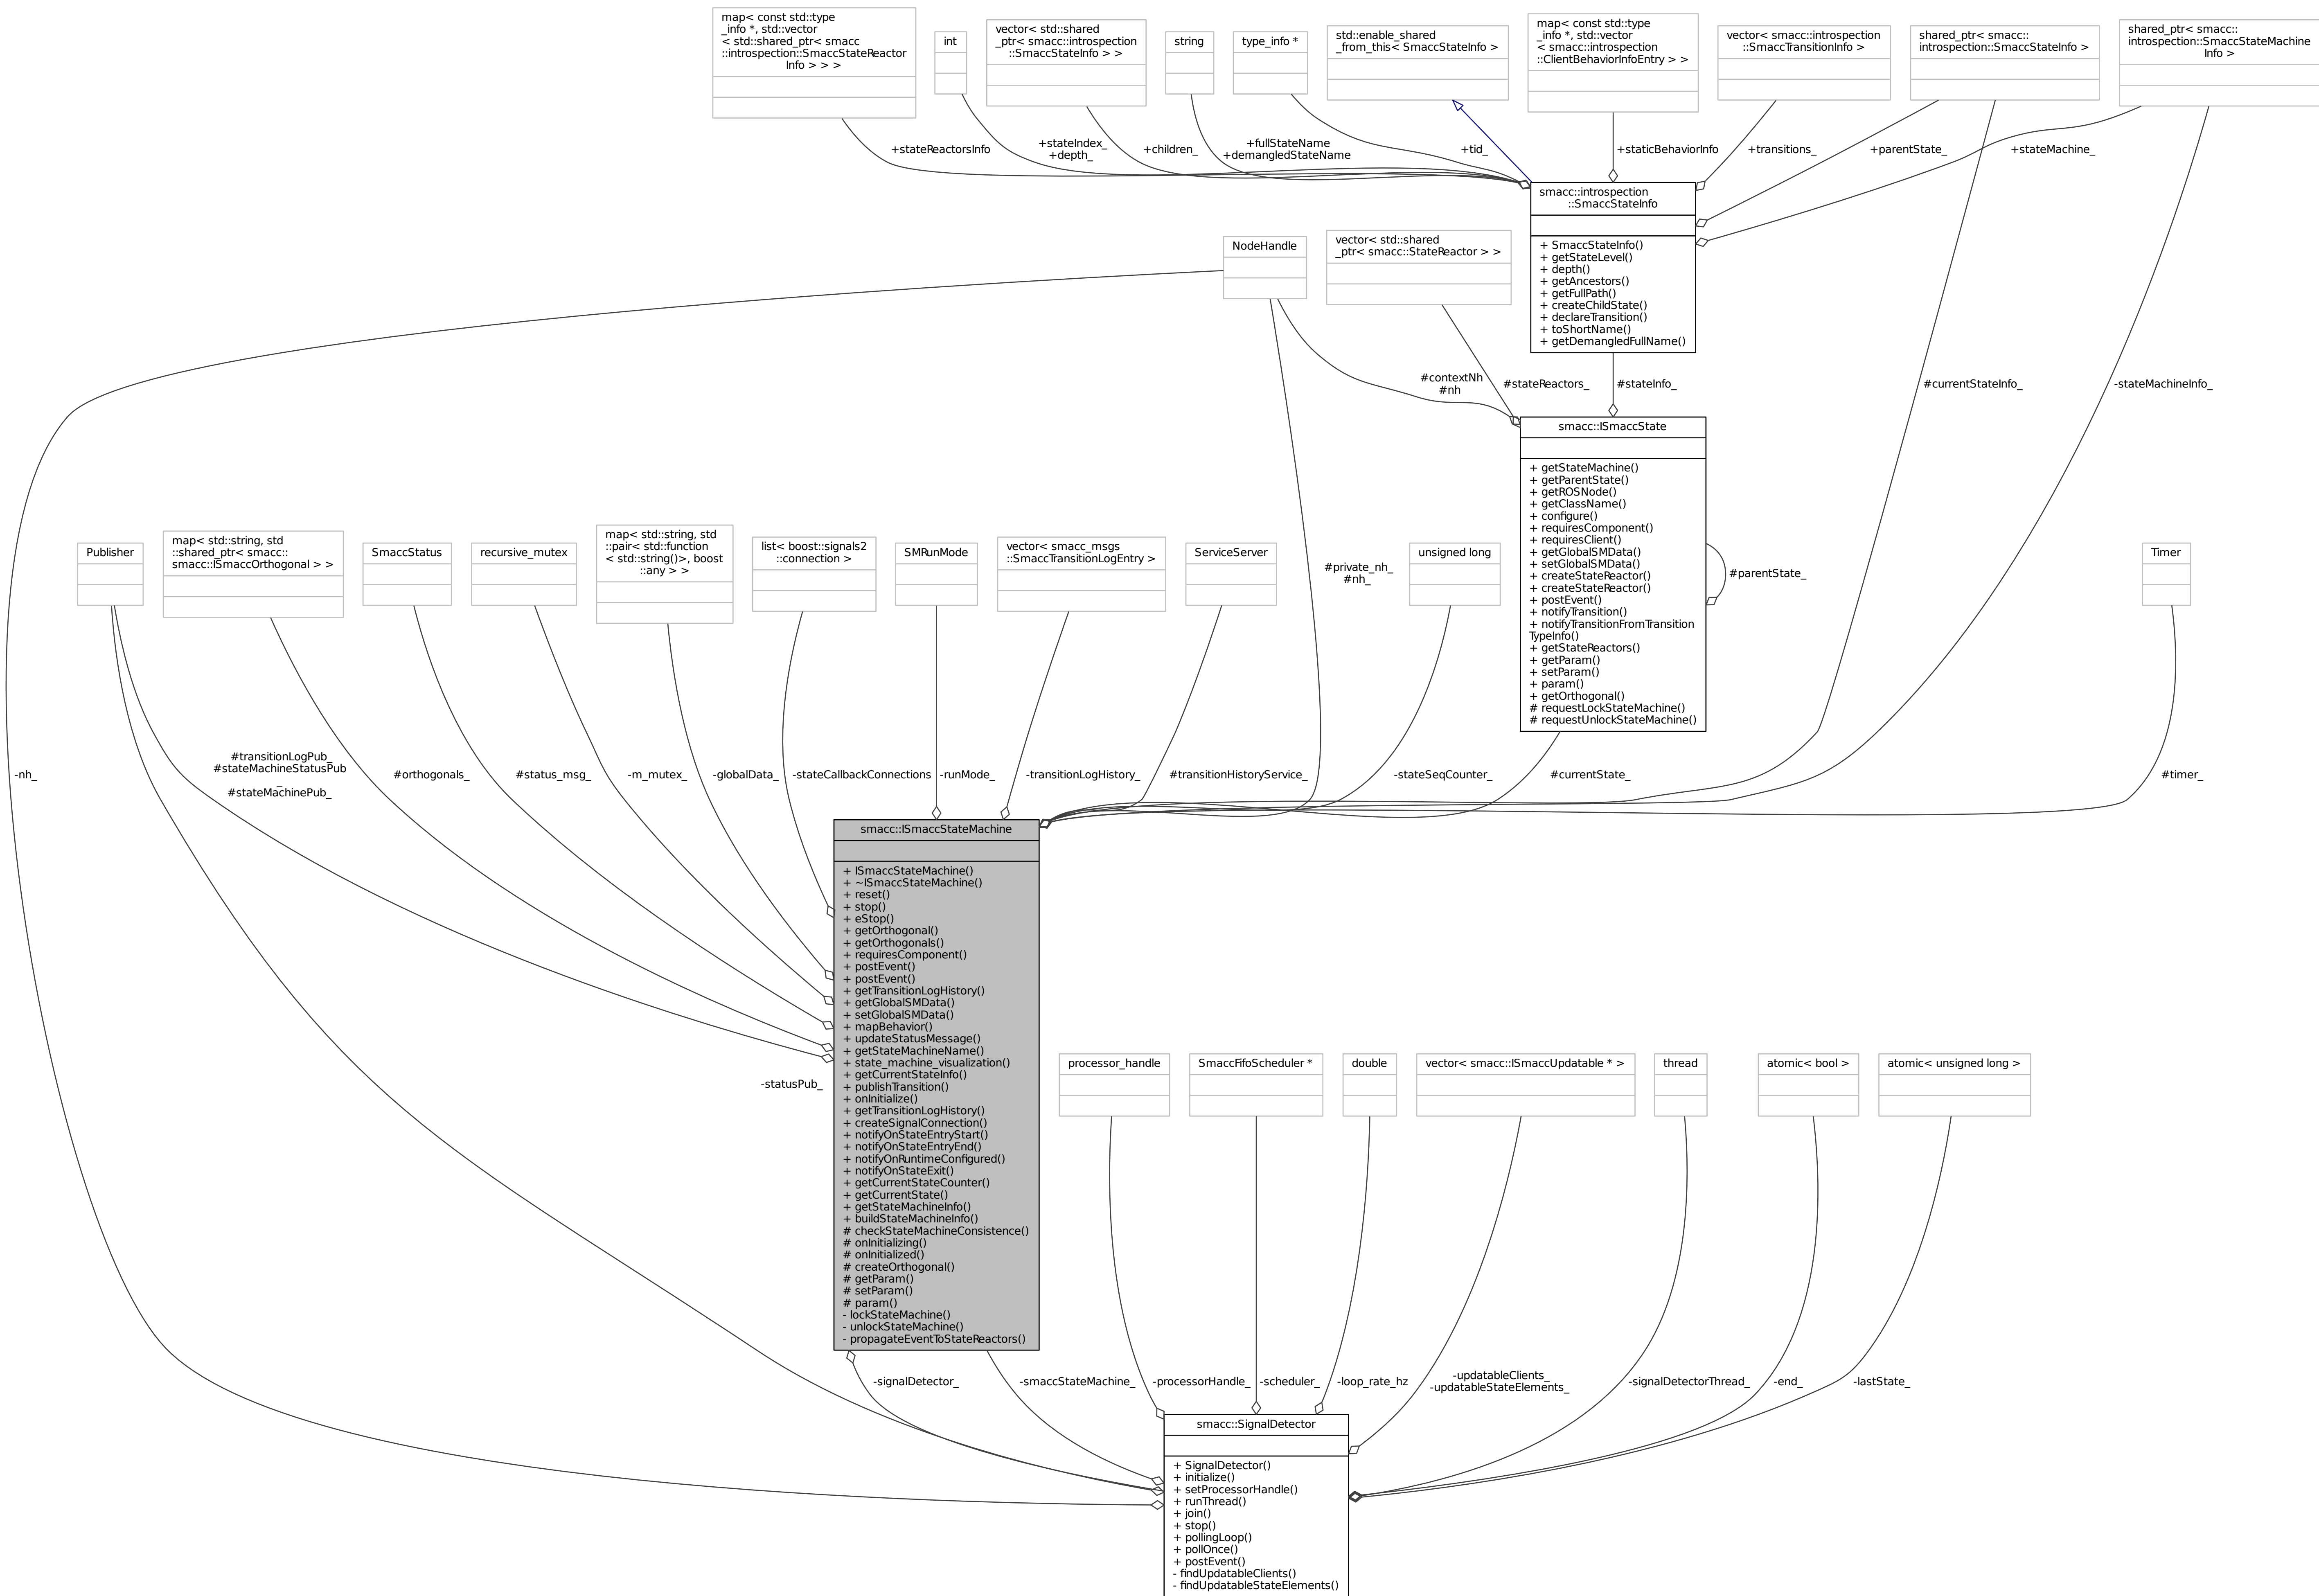 map< const std::type
_info *, std::vector
< std::shared_ptr< smacc
::introspection::SmaccStateReactor
Info > > >
int
vector< std::shared
_ptr< smacc::introspection
::SmaccStateInfo > >
string
type_info *
std::enable_shared
_from_this< SmaccStateInfo >
map< const std::type
_info *, std::vector
< smacc::introspection
::ClientBehaviorInfoEntry > >
vector< smacc::introspection
::SmaccTransitionInfo >
shared_ptr< smacc::
introspection::SmaccStateInfo >
shared_ptr< smacc::
introspection::SmaccStateMachine
Info >
+stateReactorsInfo
+stateIndex_
+depth_
+children_
+fullStateName
+demangledStateName
+tid_
+staticBehaviorInfo
+transitions_
+parentState_
+stateMachine_
smacc::introspection
::SmaccStateInfo
+ SmaccStateInfo()
+ getStateLevel()
+ depth()
+ getAncestors()
+ getFullPath()
+ createChildState()
+ declareTransition()
+ toShortName()
+ getDemangledFullName()
NodeHandle
vector< std::shared
_ptr< smacc::StateReactor > >
#contextNh
#nh
#stateReactors_
#stateInfo_
#currentStateInfo_
-stateMachineInfo_
smacc::ISmaccState
+ getStateMachine()
+ getParentState()
+ getROSNode()
+ getClassName()
+ configure()
+ requiresComponent()
+ requiresClient()
+ getGlobalSMData()
+ setGlobalSMData()
+ createStateReactor()
+ createStateReactor()
+ postEvent()
+ notifyTransition()
+ notifyTransitionFromTransition
TypeInfo()
+ getStateReactors()
+ getParam()
+ setParam()
+ param()
+ getOrthogonal()
# requestLockStateMachine()
# requestUnlockStateMachine()
#parentState_
Publisher
map< std::string, std
::shared_ptr< smacc::
smacc::ISmaccOrthogonal > >
SmaccStatus
recursive_mutex
map< std::string, std
::pair< std::function
< std::string()>, boost
::any > >
list< boost::signals2
::connection >
SMRunMode
vector< smacc_msgs
::SmaccTransitionLogEntry >
ServiceServer
#private_nh_
#nh_
unsigned long
Timer
-nh_
#transitionLogPub_
#stateMachineStatusPub
_
#stateMachinePub_
#orthogonals_
#status_msg_
-m_mutex_
-globalData_
-stateCallbackConnections
-runMode_
-transitionLogHistory_
#transitionHistoryService_
-stateSeqCounter_
#currentState_
#timer_
smacc::ISmaccStateMachine
+ ISmaccStateMachine()
+ ~ISmaccStateMachine()
+ reset()
+ stop()
+ eStop()
+ getOrthogonal()
+ getOrthogonals()
+ requiresComponent()
+ postEvent()
+ postEvent()
+ getTransitionLogHistory()
+ getGlobalSMData()
+ setGlobalSMData()
+ mapBehavior()
+ updateStatusMessage()
+ getStateMachineName()
+ state_machine_visualization()
+ getCurrentStateInfo()
+ publishTransition()
+ onInitialize()
+ getTransitionLogHistory()
+ createSignalConnection()
+ notifyOnStateEntryStart()
+ notifyOnStateEntryEnd()
+ notifyOnRuntimeConfigured()
+ notifyOnStateExit()
+ getCurrentStateCounter()
+ getCurrentState()
+ getStateMachineInfo()
+ buildStateMachineInfo()
# checkStateMachineConsistence()
# onInitializing()
# onInitialized()
# createOrthogonal()
# getParam()
# setParam()
# param()
- lockStateMachine()
- unlockStateMachine()
- propagateEventToStateReactors()
-statusPub_
processor_handle
SmaccFifoScheduler *
double
vector< smacc::ISmaccUpdatable * >
thread
atomic< bool >
atomic< unsigned long >
-signalDetector_
-smaccStateMachine_
-processorHandle_
-scheduler_
-loop_rate_hz
-updatableClients_
-updatableStateElements_
-signalDetectorThread_
-end_
-lastState_
smacc::SignalDetector
+ SignalDetector()
+ initialize()
+ setProcessorHandle()
+ runThread()
+ join()
+ stop()
+ pollingLoop()
+ pollOnce()
+ postEvent()
- findUpdatableClients()
- findUpdatableStateElements()